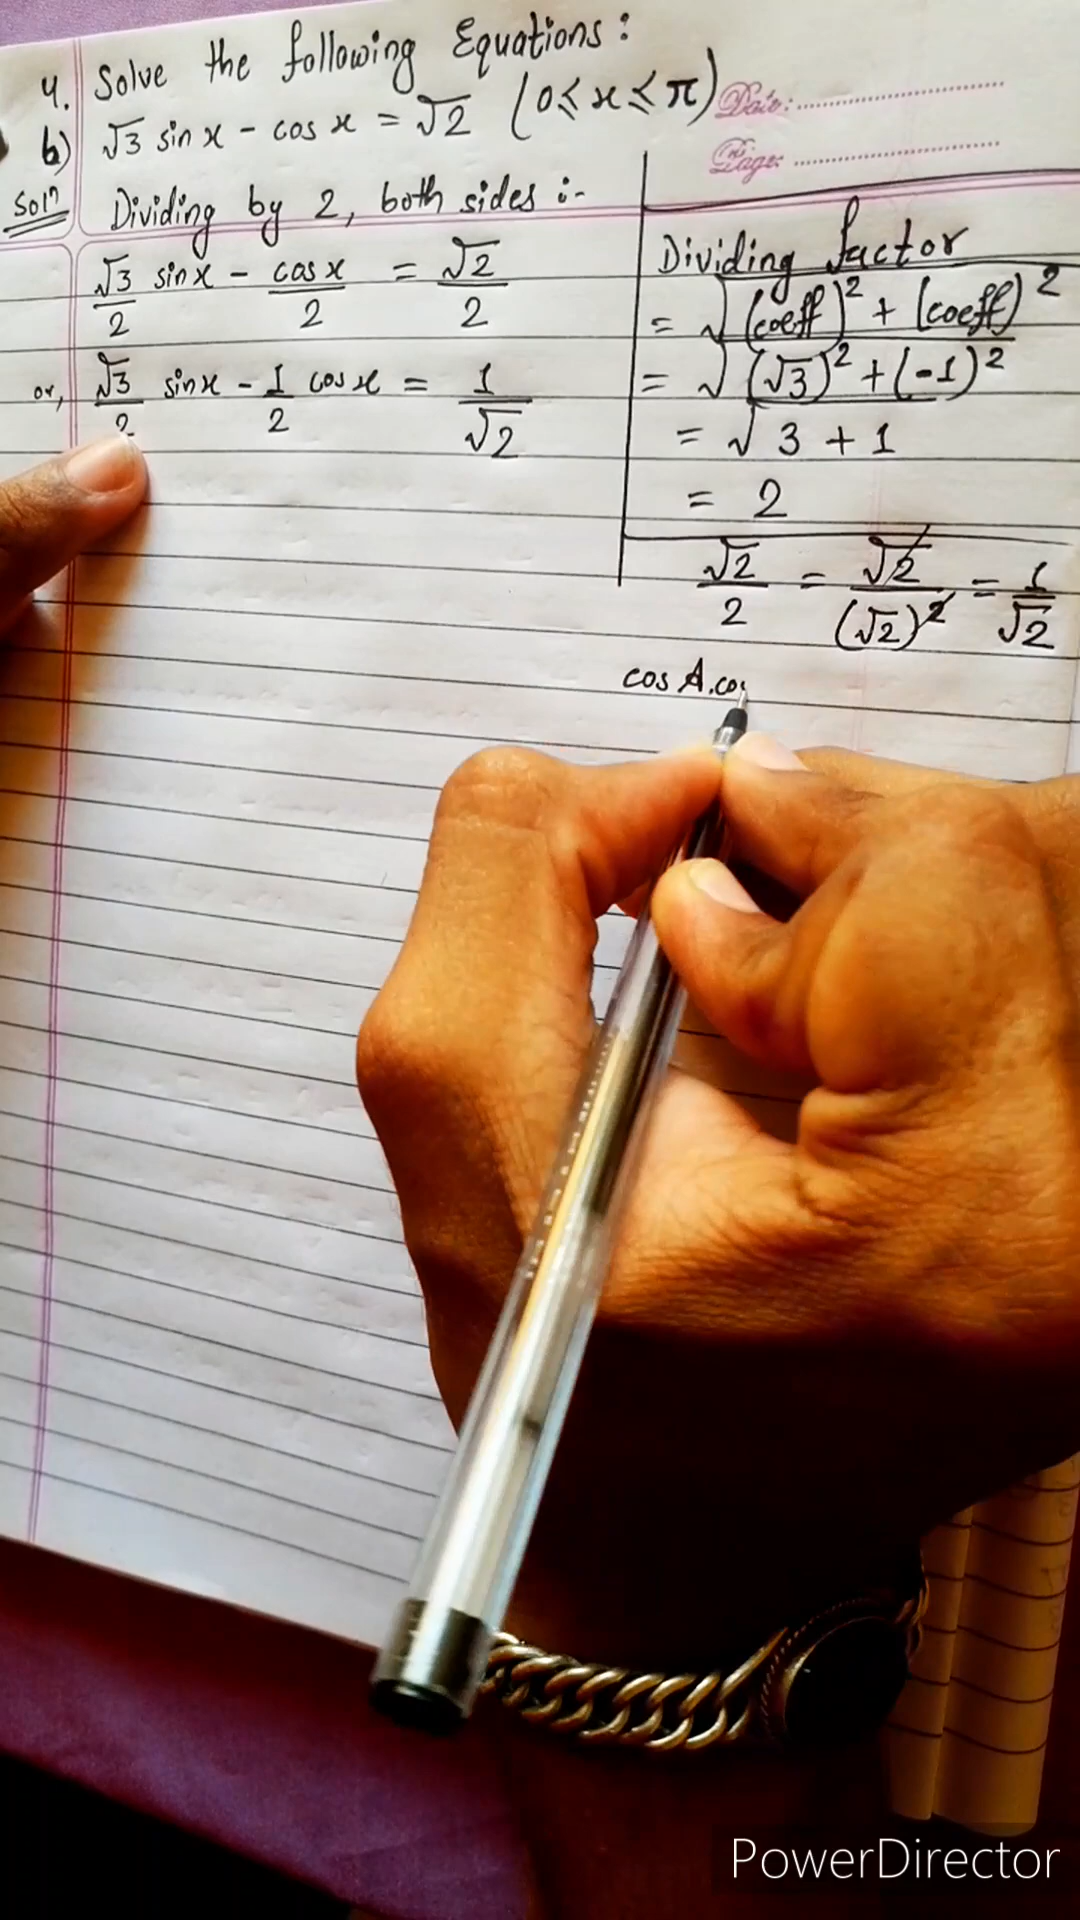 4. Solve the following Equations:
b) √3 sin x - cos x = √2 (0 ≤ x ≤ π)
Date:
Page:
Solⁿ Dividing by 2, both sides :-
√3/2 sin x - cos x/2 = √2/2
or, √3/2 sin x - 1/2 cos x = 1/√2
Dividing factor
= √(coeff)² + (coeff)²
= √(√3)² + (-1)²
= √3 + 1
= 2
√2/2 = √2/(√2)² = 1/√2
cos A.cos
PowerDirector